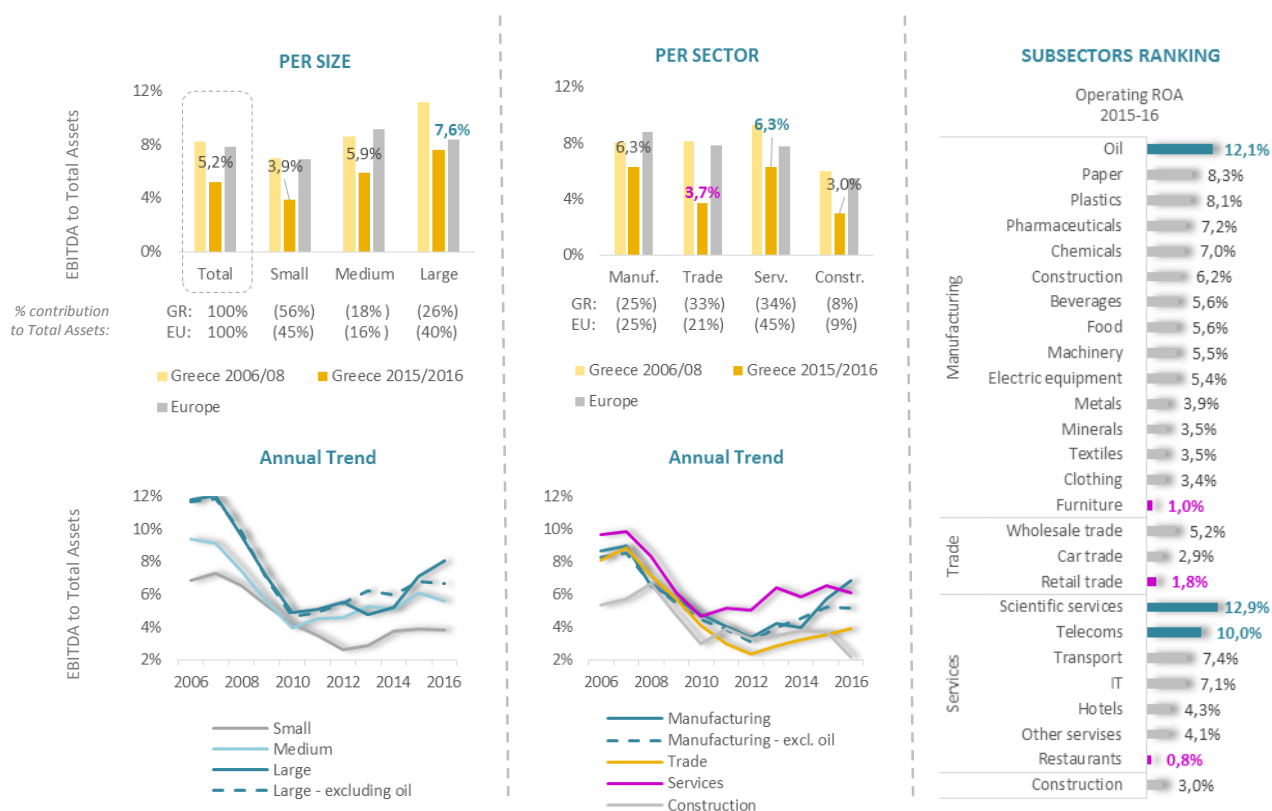 PER SIZE
EBITDA to Total Assets
12%
8%
4%
0%
5,2%
3,9%
5,9%
7,6%
Total Small Medium Large
% contribution
to Total Assets:
GR: 100% (56%) (18% ) (26%)
EU: 100% (45%) (16% ) (40%)
Greece 2006/08 Greece 2015/2016
Europe
Annual Trend
EBITDA to Total Assets
12%
10%
8%
6%
4%
2%
2006 2008 2010 2012 2014 2016
Small
Medium
Large
Large - excluding oil
PER SECTOR
12%
8%
4%
0%
6,3%
3,7%
6,3%
3,0%
Manuf. Trade Serv. Constr.
GR: (25%) (33%) (34%) (8%)
EU: (25%) (21%) (45%) (9%)
Greece 2006/08 Greece 2015/2016
Europe
Annual Trend
12%
10%
8%
6%
4%
2%
2006 2008 2010 2012 2014 2016
Manufacturing
Manufacturing - excl. oil
Trade
Services
Construction
SUBSECTORS RANKING
Operating ROA
2015-16
Manufacturing
Oil 12,1%
Paper 8,3%
Plastics 8,1%
Pharmaceuticals 7,2%
Chemicals 7,0%
Construction 6,2%
Beverages 5,6%
Food 5,6%
Machinery 5,5%
Electric equipment 5,4%
Metals 3,9%
Minerals 3,5%
Textiles 3,5%
Clothing 3,4%
Furniture 1,0%
Trade
Wholesale trade 5,2%
Car trade 2,9%
Retail trade 1,8%
Services
Scientific services 12,9%
Telecoms 10,0%
Transport 7,4%
IT 7,1%
Hotels 4,3%
Other servises 4,1%
Restaurants 0,8%
Construction 3,0%